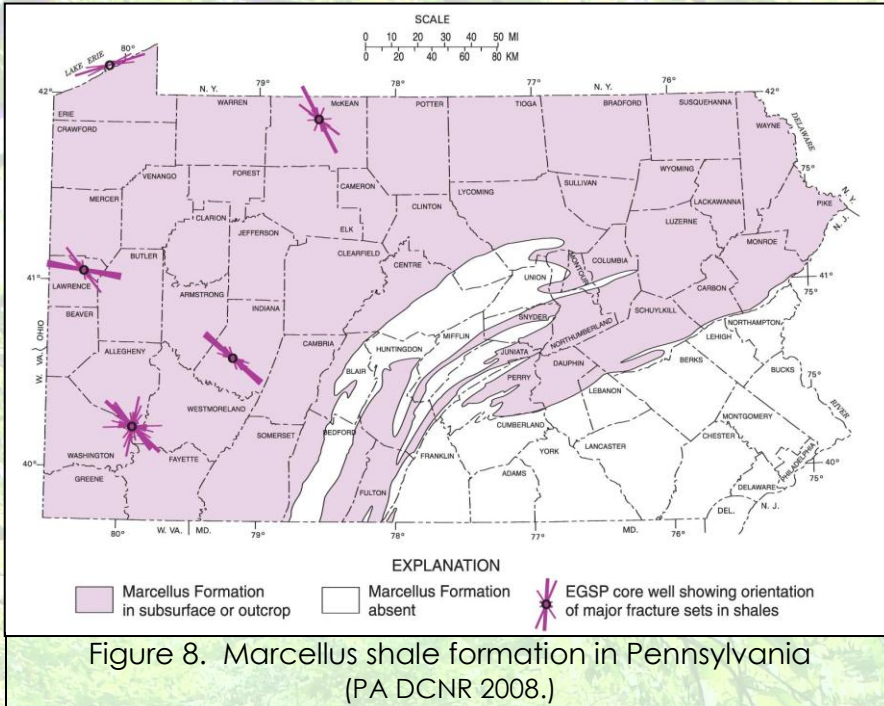 SCALE
0 10 20 30 40 50 MI
0 20 40 60 80 KM
LAKE ERIE 80° 79° 78° 77° 76°
42° N. Y. N. Y. 42°
ERIE WARREN McKEAN POTTER TIOGA BRADFORD SUSQUEHANNA DELAWARE
CRAWFORD WAYNE
75°
VENANGO FOREST WYOMING
MERCER CAMERON LYCOMING SULLIVAN LACKAWANNA PIKE N. Y.
CLARION CLINTON N. J.
JEFFERSON ELK LUZERNE
BUTLER CLEARFIELD CENTRE COLUMBIA MONROE
41° LAWRENCE UNION MONTOUR CARBON 41°
ARMSTRONG 75°
BEAVER INDIANA SNYDER SCHUYLKILL NORTHAMPTON
OHIO CAMBRIA MIFFLIN NORTHUMBERLAND LEHIGH
W. VA. ALLEGHENY HUNTINGDON JUNIATA BERKS
BLAIR DAUPHIN BUCKS
PERRY LEBANON 75°
WESTMORELAND RIVER
BEDFORD CUMBERLAND MONTGOMERY
SOMERSET YORK LANCASTER CHESTER PHILADELPHIA
40° WASHINGTON FAYETTE FRANKLIN ADAMS 40°
GREENE FULTON DELAWARE 75°
DEL. N. J.
80° W. VA. MD. 79° 78° 77° MD. 76°
EXPLANATION
Marcellus Formation
in subsurface or outcrop
Marcellus Formation
absent
EGSP core well showing orientation
of major fracture sets in shales
Figure 8. Marcellus shale formation in Pennsylvania
(PA DCNR 2008.)